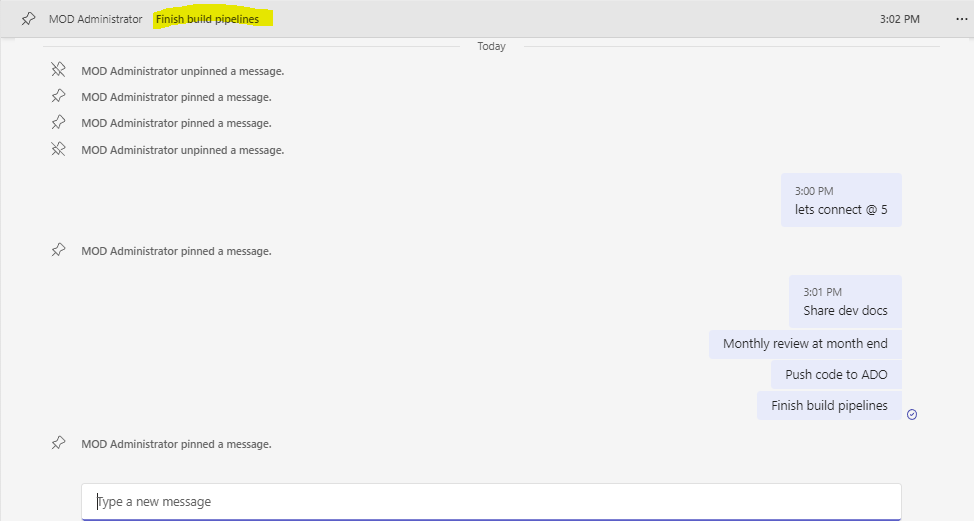 MOD Administrator Finish build pipelines 3:02 PM ...
Today
MOD Administrator unpinned a message.
MOD Administrator pinned a message.
MOD Administrator pinned a message.
MOD Administrator unpinned a message.
3:00 PM
lets connect @ 5
MOD Administrator pinned a message.
3:01 PM
Share dev docs
Monthly review at month end
Push code to ADO
Finish build pipelines
MOD Administrator pinned a message.
Type a new message